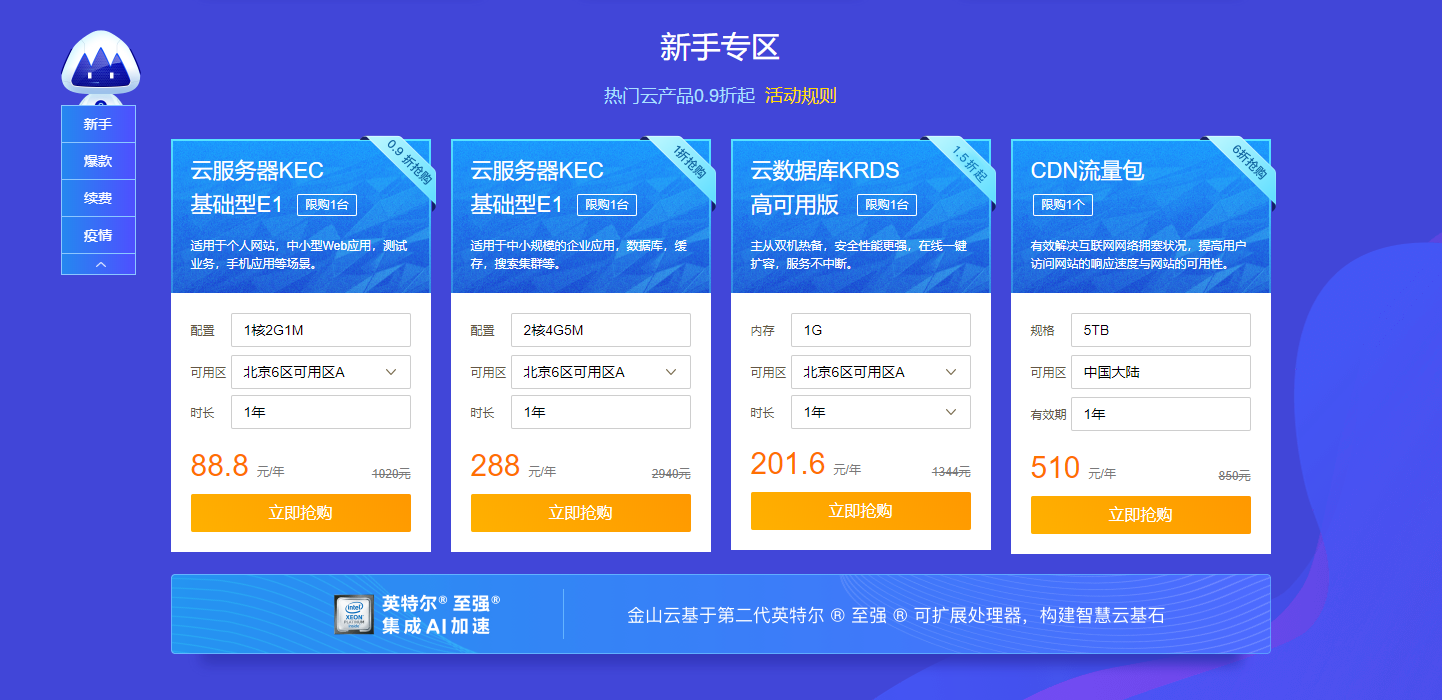 新手专区
热门云产品0.9折起 活动规则
新手
爆款
续费
疫情
0.9 折抢购
云服务器KEC
基础型E1 限购1台
适用于个人网站，中小型Web应用，测试
业务，手机应用等场景。
配置 1核2G1M
可用区 北京6区可用区A
时长 1年
88.8 元/年 1020元
立即抢购
1折抢购
云服务器KEC
基础型E1 限购1台
适用于中小规模的企业应用，数据库，缓
存，搜索集群等。
配置 2核4G5M
可用区 北京6区可用区A
时长 1年
288 元/年 2940元
立即抢购
1.5折起
云数据库KRDS
高可用版 限购1台
主从双机热备，安全性能更强，在线一键
扩容，服务不中断。
内存 1G
可用区 北京6区可用区A
时长 1年
201.6 元/年 1344元
立即抢购
6折抢购
CDN流量包
限购1个
有效解决互联网网络拥塞状况，提高用户
访问网站的响应速度与网站的可用性。
规格 5TB
可用区 中国大陆
有效期 1年
510 元/年 850元
立即抢购
intel
XEON
PLATINUM
英特尔® 至强®
集成AI加速
金山云基于第二代英特尔 ® 至强 ® 可扩展处理器，构建智慧云基石